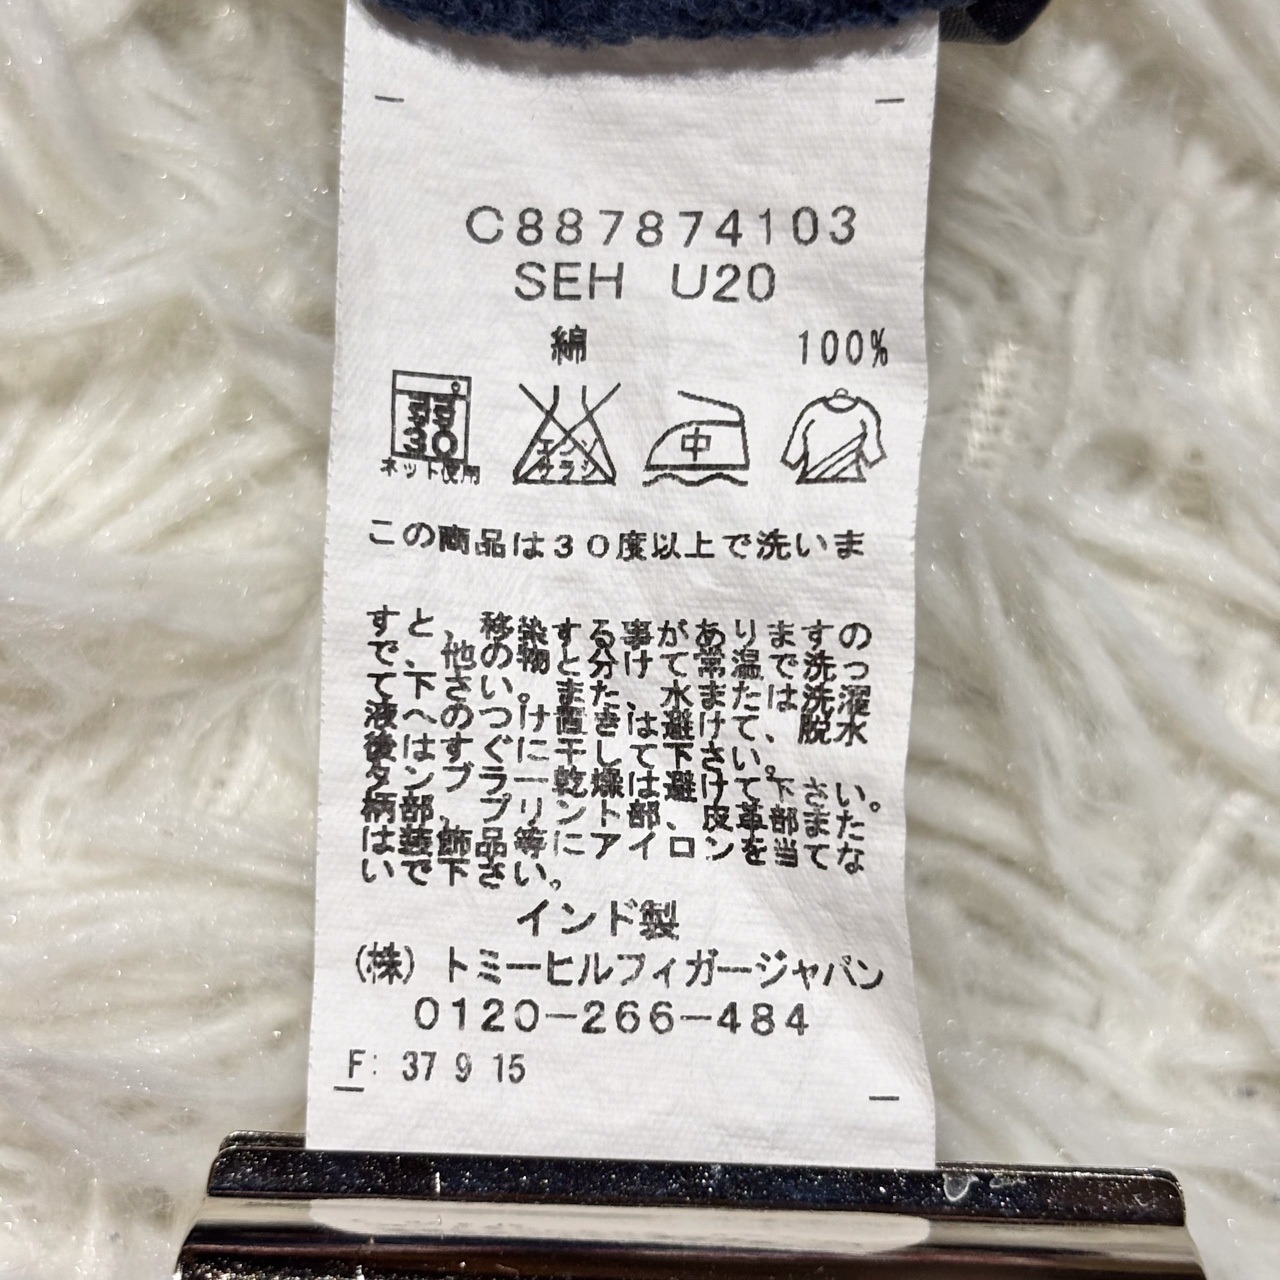 C887874103
SEH U20
綿 100%
弱
30
ネット使用
エンソ
サラシ
中
この商品は30度以上で洗いま
すと、移染する事がありますの
で、他の物と分けて常温で洗っ
て下さい。また、水または洗濯
液へのつけ置きは避けて、脱水
後はすぐに干して下さい。
タンブラー乾燥は避けて下さい。
柄部、プリント部、皮革部また
は装飾品等にアイロンを当てな
いで下さい。
インド製
(株) トミーヒルフィガージャパン
0120-266-484
F: 37 9 15